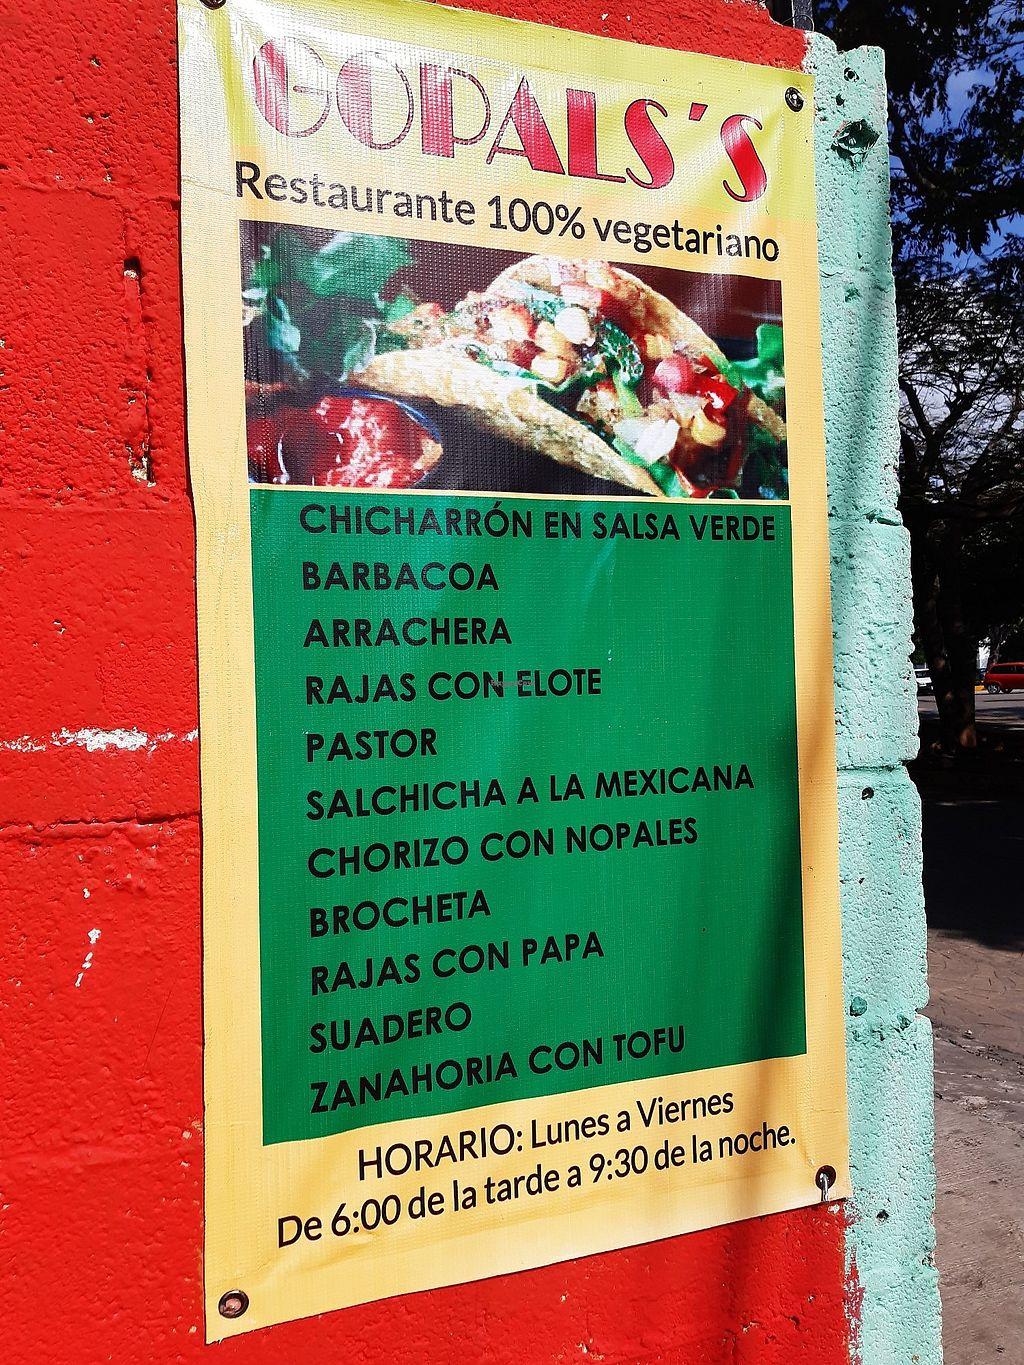 GOPALS´S
Restaurante 100% vegetariano
CHICHARRÓN EN SALSA VERDE
BARBACOA
ARRACHERA
RAJAS CON ELOTE
PASTOR
SALCHICHA A LA MEXICANA
CHORIZO CON NOPALES
BROCHETA
RAJAS CON PAPA
SUADERO
ZANAHORIA CON TOFU
HORARIO: Lunes a Viernes
De 6:00 de la tarde a 9:30 de la noche.